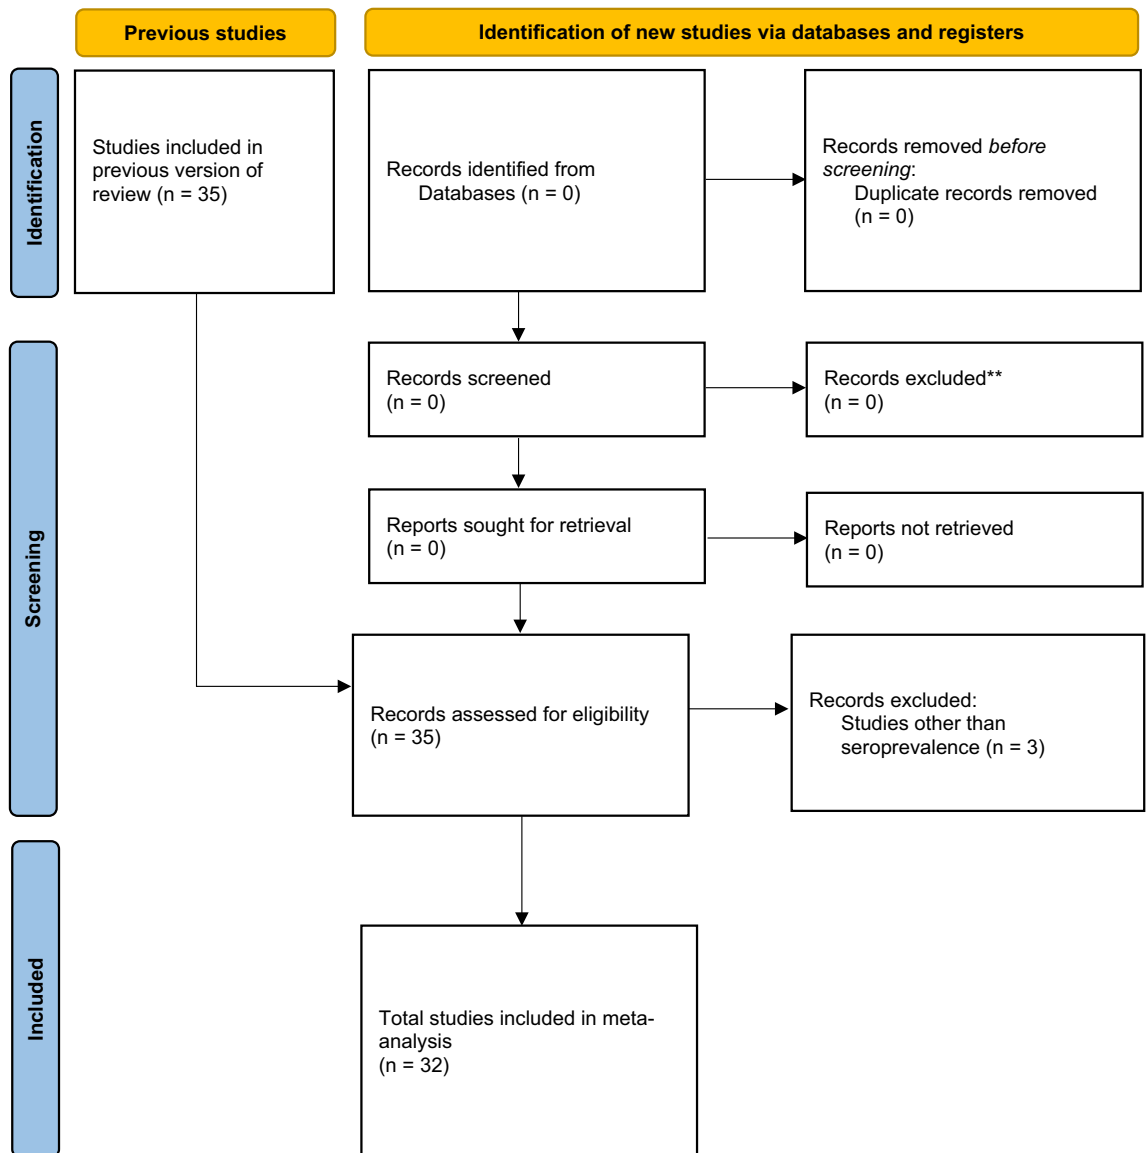 Previous studies
Identification of new studies via databases and registers
Identification
Studies included in
previous version of
review (n = 35)
Records identified from
Databases (n = 0)
Records removed before
screening:
Duplicate records removed
(n = 0)
Screening
Records screened
(n = 0)
Records excluded**
(n = 0)
Reports sought for retrieval
(n = 0)
Reports not retrieved
(n = 0)
Records assessed for eligibility
(n = 35)
Records excluded:
Studies other than
seroprevalence (n = 3)
Included
Total studies included in meta-
analysis
(n = 32)